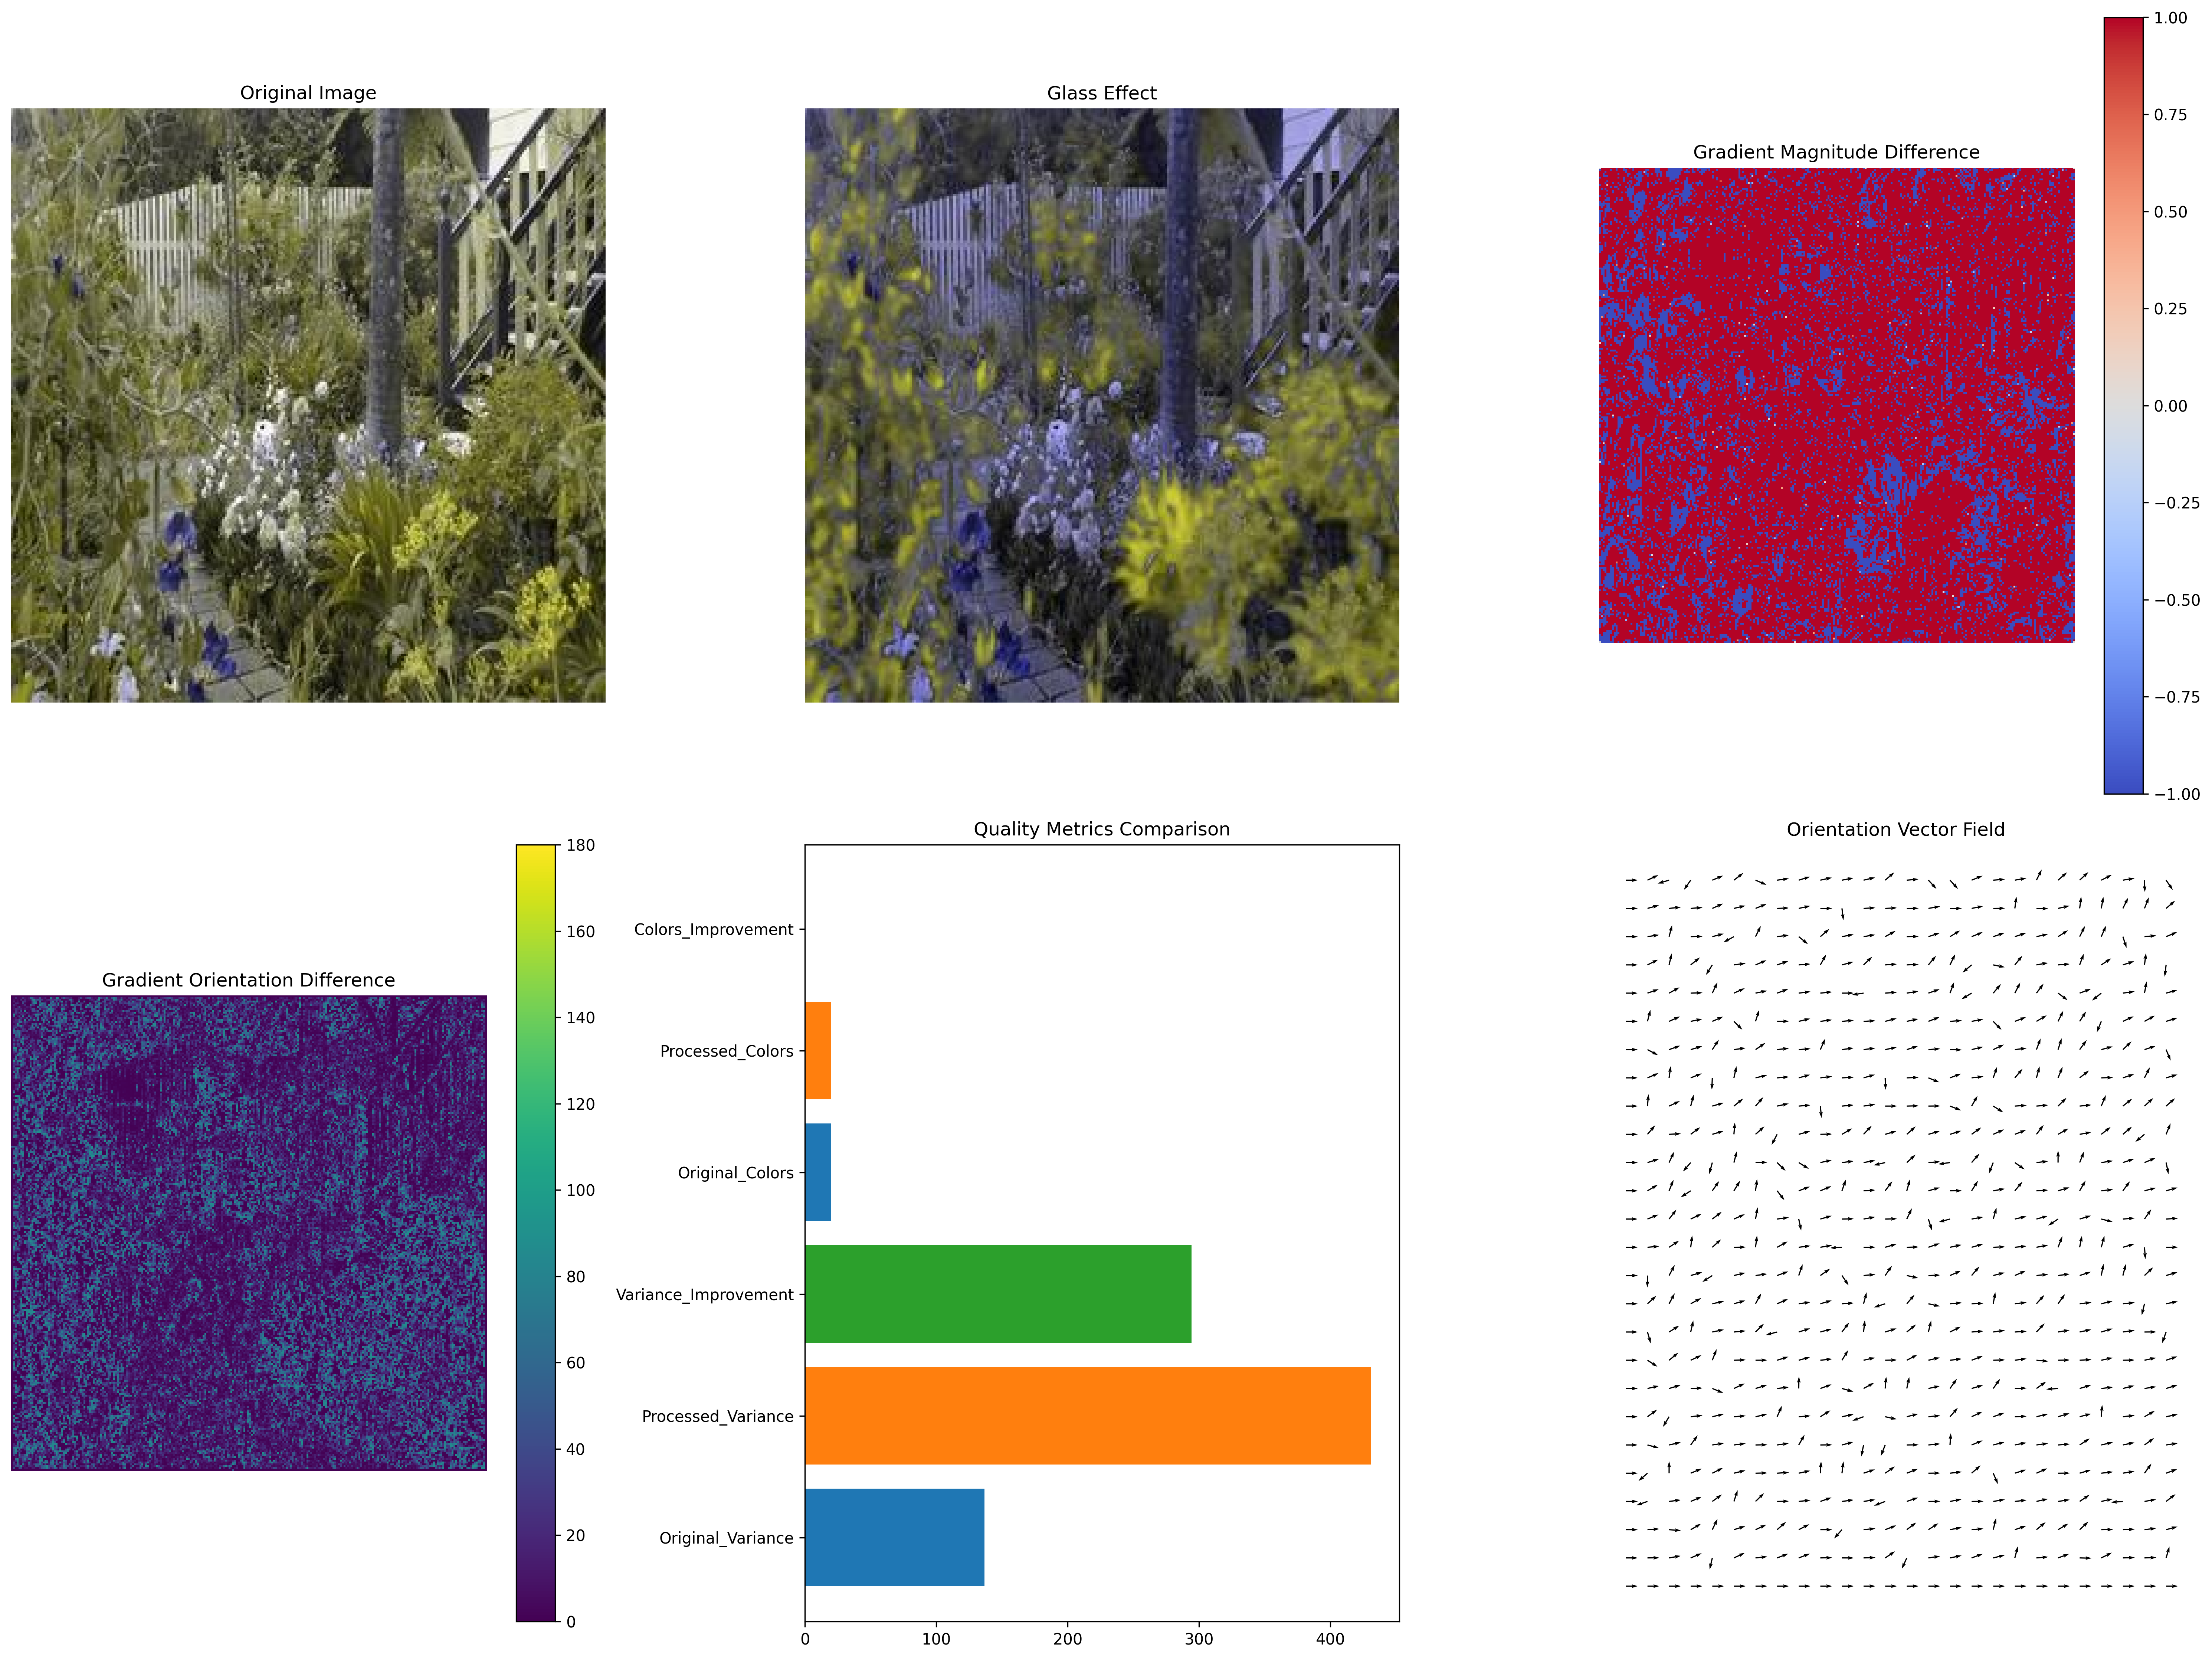 Original Image
Glass Effect
Gradient Magnitude Difference
1.00
0.75
0.50
0.25
0.00
−0.25
−0.50
−0.75
−1.00
Gradient Orientation Difference
180
160
140
120
100
80
60
40
20
0
Quality Metrics Comparison
Colors_Improvement
Processed_Colors
Original_Colors
Variance_Improvement
Processed_Variance
Original_Variance
0 100 200 300 400
Orientation Vector Field